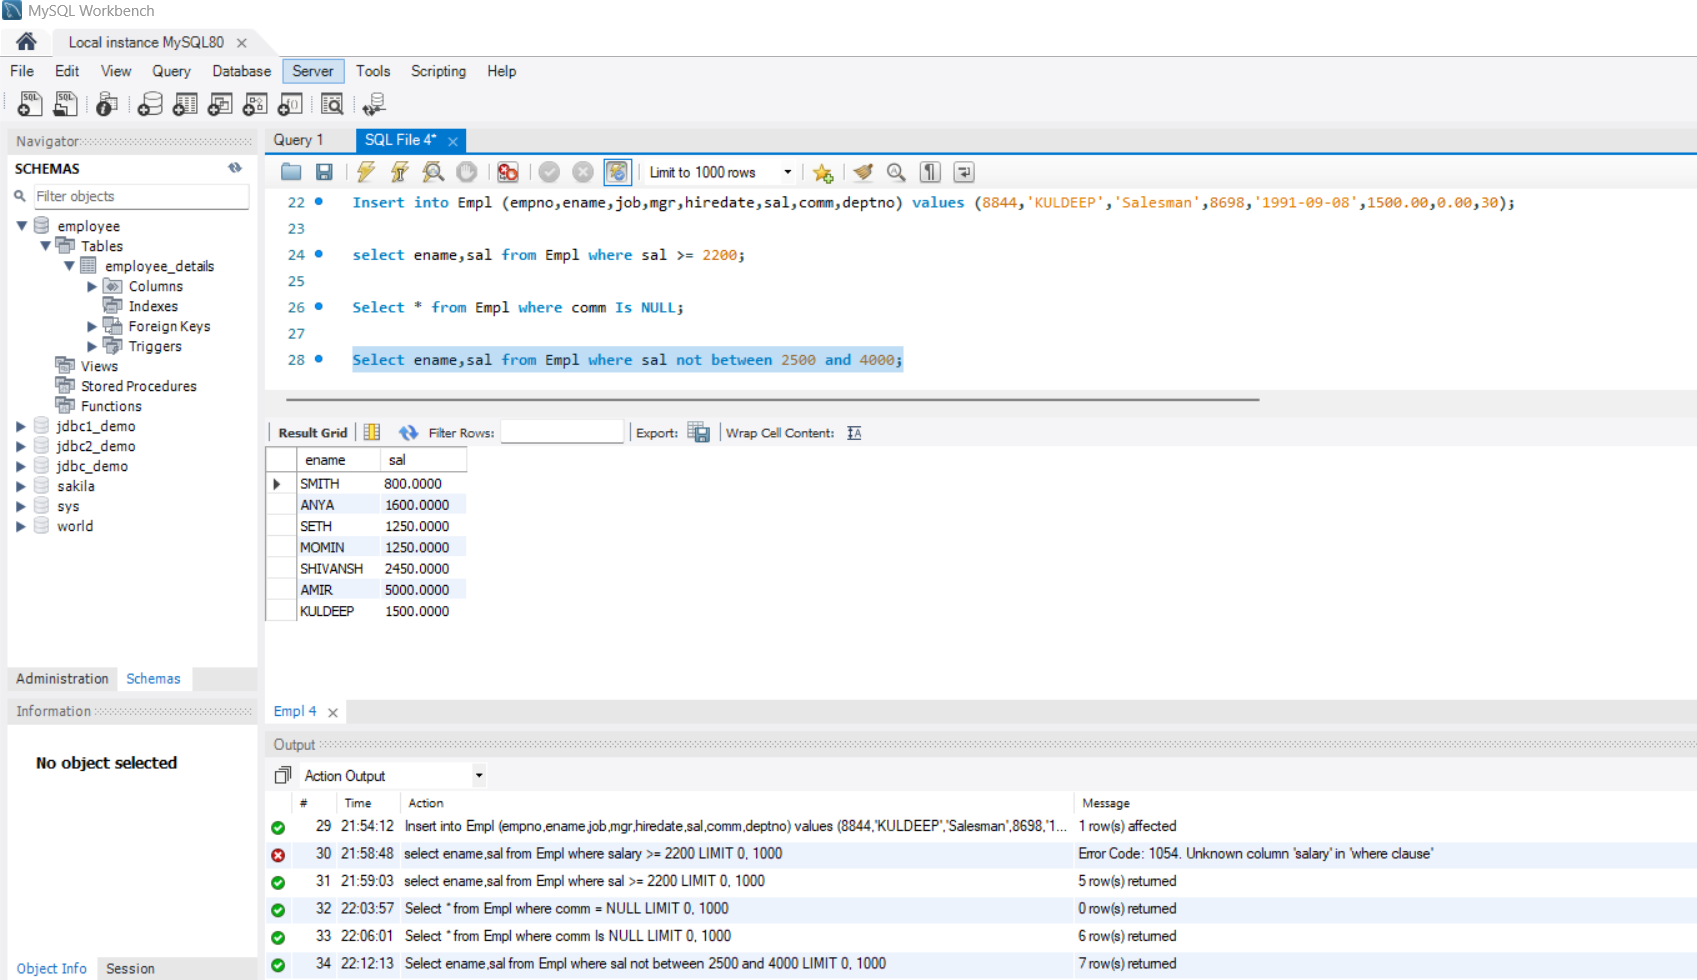 MySQL Workbench
Local instance MySQL80
File Edit View Query Database Server Tools Scripting Help
Navigator
SCHEMAS
Filter objects
employee
Tables
employee_details
Columns
Indexes
Foreign Keys
Triggers
Views
Stored Procedures
Functions
jdbc1_demo
jdbc2_demo
jdbc_demo
sakila
sys
world
Administration Schemas
Information
No object selected
Object Info Session
Query 1 SQL File 4*
Limit to 1000 rows
22 Insert into Empl (empno,ename,job,mgr,hiredate,sal,comm,deptno) values (8844,'KULDEEP','Salesman',8698,'1991-09-08',1500.00,0.00,30);
23
24 select ename,sal from Empl where sal >= 2200;
25
26 Select * from Empl where comm Is NULL;
27
28 Select ename,sal from Empl where sal not between 2500 and 4000;
Result Grid Filter Rows: Export: Wrap Cell Content:
ename sal
SMITH 800.0000
ANYA 1600.0000
SETH 1250.0000
MOMIN 1250.0000
SHIVANSH 2450.0000
AMIR 5000.0000
KULDEEP 1500.0000
Empl 4
Output
Action Output
# Time Action Message
29 21:54:12 Insert into Empl (empno,ename,job,mgr,hiredate,sal,comm,deptno) values (8844,'KULDEEP','Salesman',8698,'1... 1 row(s) affected
30 21:58:48 select ename,sal from Empl where salary >= 2200 LIMIT 0, 1000 Error Code: 1054. Unknown column 'salary' in 'where clause'
31 21:59:03 select ename,sal from Empl where sal >= 2200 LIMIT 0, 1000 5 row(s) returned
32 22:03:57 Select * from Empl where comm = NULL LIMIT 0, 1000 0 row(s) returned
33 22:06:01 Select * from Empl where comm Is NULL LIMIT 0, 1000 6 row(s) returned
34 22:12:13 Select ename,sal from Empl where sal not between 2500 and 4000 LIMIT 0, 1000 7 row(s) returned